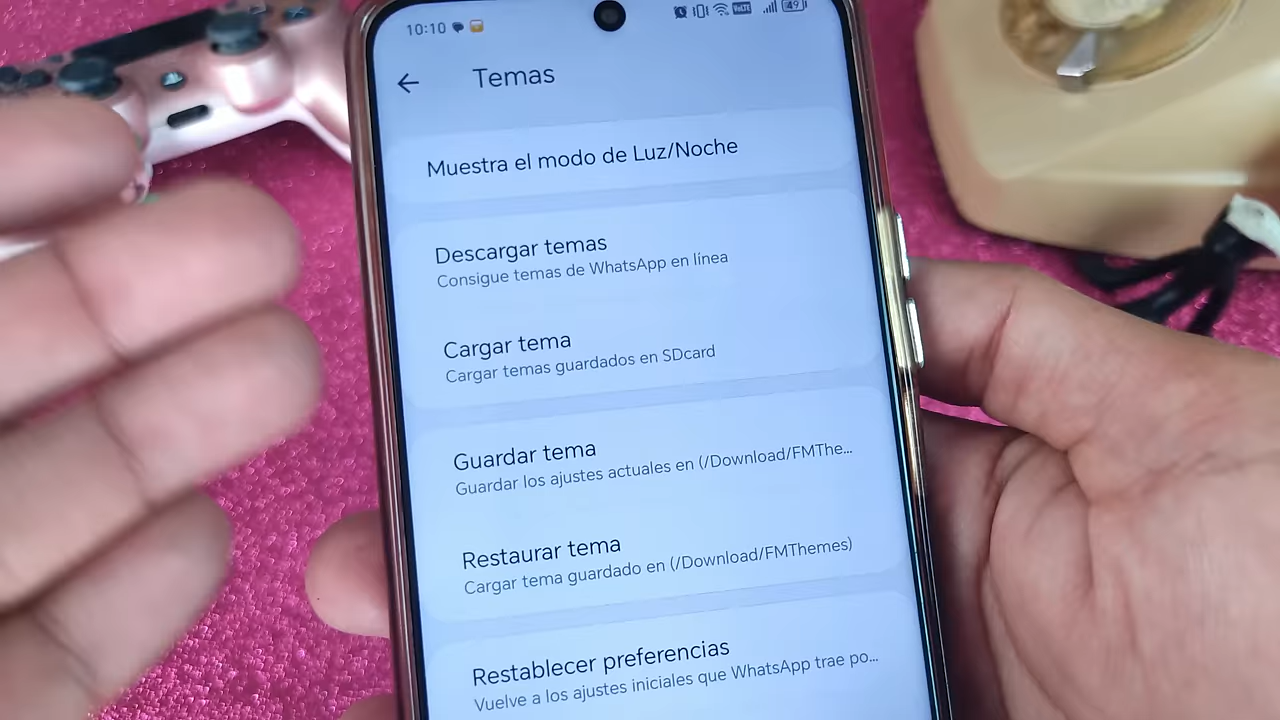 10:10
49
Temas
Muestra el modo de Luz/Noche
Descargar temas
Consigue temas de WhatsApp en línea
Cargar tema
Cargar temas guardados en SDcard
Guardar tema
Guardar los ajustes actuales en (/Download/FMThe...
Restaurar tema
Cargar tema guardado en (/Download/FMThemes)
Restablecer preferencias
Vuelve a los ajustes iniciales que WhatsApp trae po...